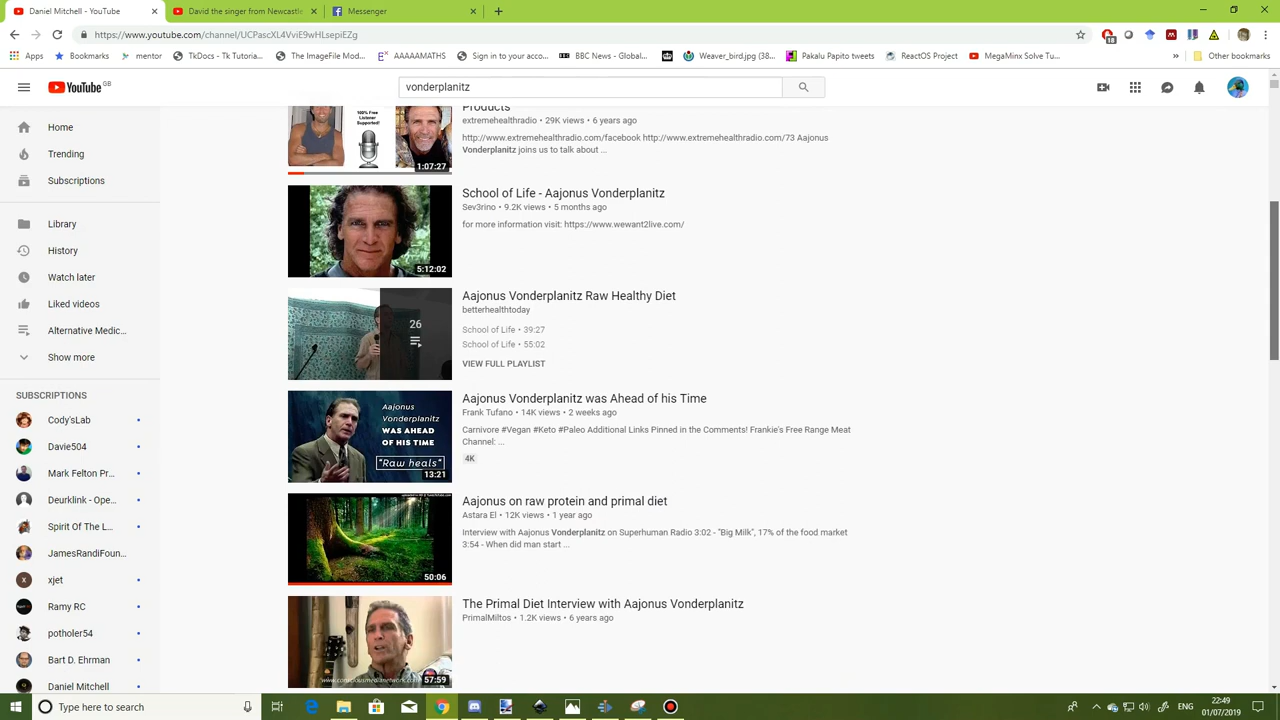 Daniel Mitchell - YouTube
David the singer from Newcastle
Messenger
https://www.youtube.com/channel/UCPascXL4VviE9wHLsepiEZg
18
Apps
Bookmarks
mentor
TkDocs - Tk Tutoria...
The ImageFile Mod...
AAAAAMATHS
Sign in to your acco...
BBC News - Global...
Weaver_bird.jpg (38...
Pakalu Papito tweets
ReactOS Project
MegaMinx Solve Tu...
»
Other bookmarks
YouTube GB
vonderplanitz
Home
Trending
Subscriptions
Library
History
Watch later
Liked videos
Alternative Medic...
Show more
SUBSCRIPTIONS
Cody'sLab
Davie504
Mark Felton Pr...
Deurklink - Ope...
Spirit Of The L...
JamesRandiFoun...
xjet
Ramy RC
potholer54
Bart D. Ehrman
Daniel Mitchell
100% Free
Listener
Supported!
1:07:27
Products
extremehealthradio • 29K views • 6 years ago
http://www.extremehealthradio.com/facebook http://www.extremehealthradio.com/73 Aajonus
Vonderplanitz joins us to talk about ...
5:12:02
School of Life - Aajonus Vonderplanitz
Sev3rino • 9.2K views • 5 months ago
for more information visit: https://www.wewant2live.com/
26
Aajonus Vonderplanitz Raw Healthy Diet
betterhealthtoday
School of Life • 39:27
School of Life • 55:02
VIEW FULL PLAYLIST
Aajonus
Vonderplanitz
WAS AHEAD
OF HIS TIME
"Raw heals"
13:21
Aajonus Vonderplanitz was Ahead of his Time
Frank Tufano • 14K views • 2 weeks ago
Carnivore #Vegan #Keto #Paleo Additional Links Pinned in the Comments! Frankie's Free Range Meat
Channel: ...
4K
50:06
Aajonus on raw protein and primal diet
Astara El • 12K views • 1 year ago
Interview with Aajonus Vonderplanitz on Superhuman Radio 3:02 - "Big Milk", 17% of the food market
3:54 - When did man start ...
www.consciousmedianetwork.com
57:59
The Primal Diet Interview with Aajonus Vonderplanitz
PrimalMiltos • 1.2K views • 6 years ago
Type here to search
22:49
01/07/2019